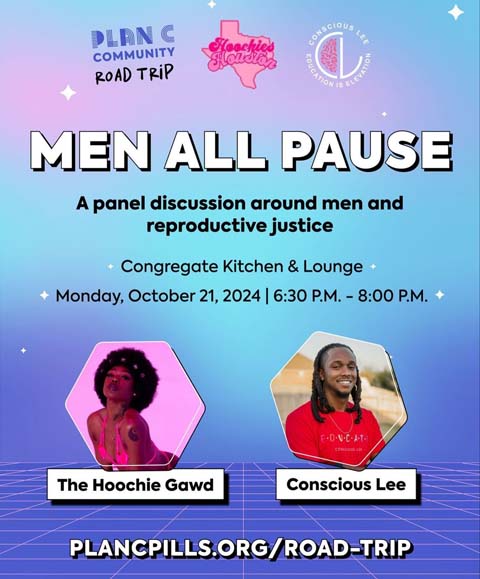 PLAN C
COMMUNITY
ROAD TRIP
Hoochies
Houston
CONSCIOUS LEE
EDUCATION IS ELEVATION
MEN ALL PAUSE
A panel discussion around men and
reproductive justice
Congregate Kitchen & Lounge
Monday, October 21, 2024 | 6:30 P.M. - 8:00 P.M.
The Hoochie Gawd
Conscious Lee
PLANCPILLS.ORG/ROAD-TRIP